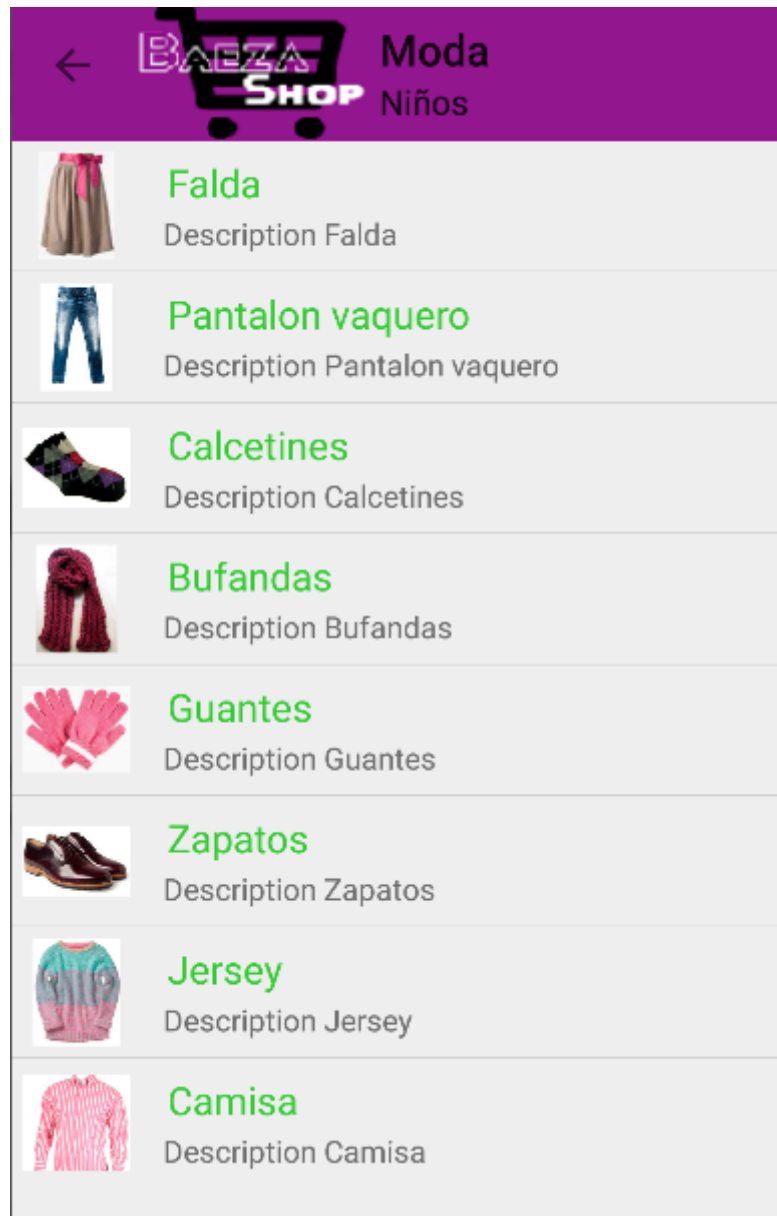 BAEZA
SHOP
Moda
Niños
Falda
Description Falda
Pantalon vaquero
Description Pantalon vaquero
Calcetines
Description Calcetines
Bufandas
Description Bufandas
Guantes
Description Guantes
Zapatos
Description Zapatos
Jersey
Description Jersey
Camisa
Description Camisa